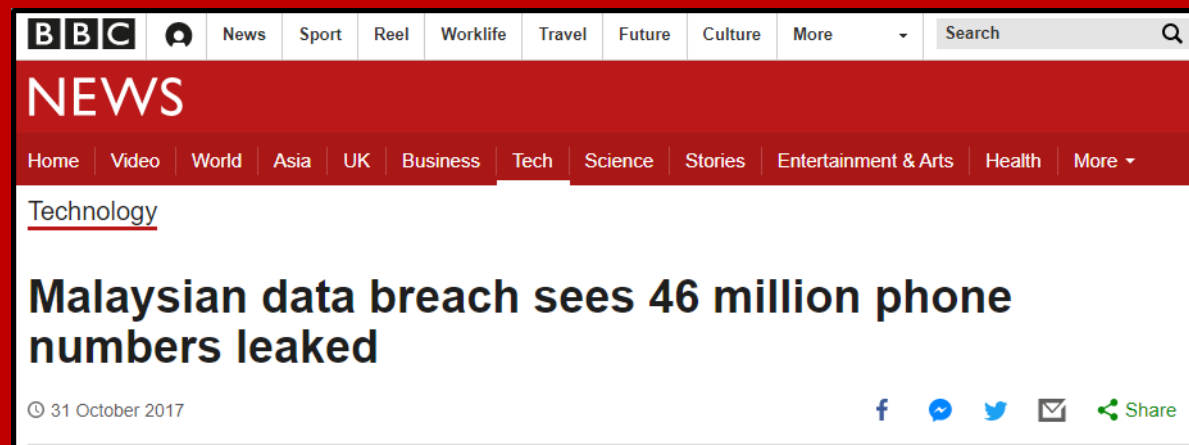 BBC News Sport Reel Worklife Travel Future Culture More Search
NEWS
Home Video World Asia UK Business Tech Science Stories Entertainment & Arts Health More
Technology
Malaysian data breach sees 46 million phone
numbers leaked
31 October 2017 Share